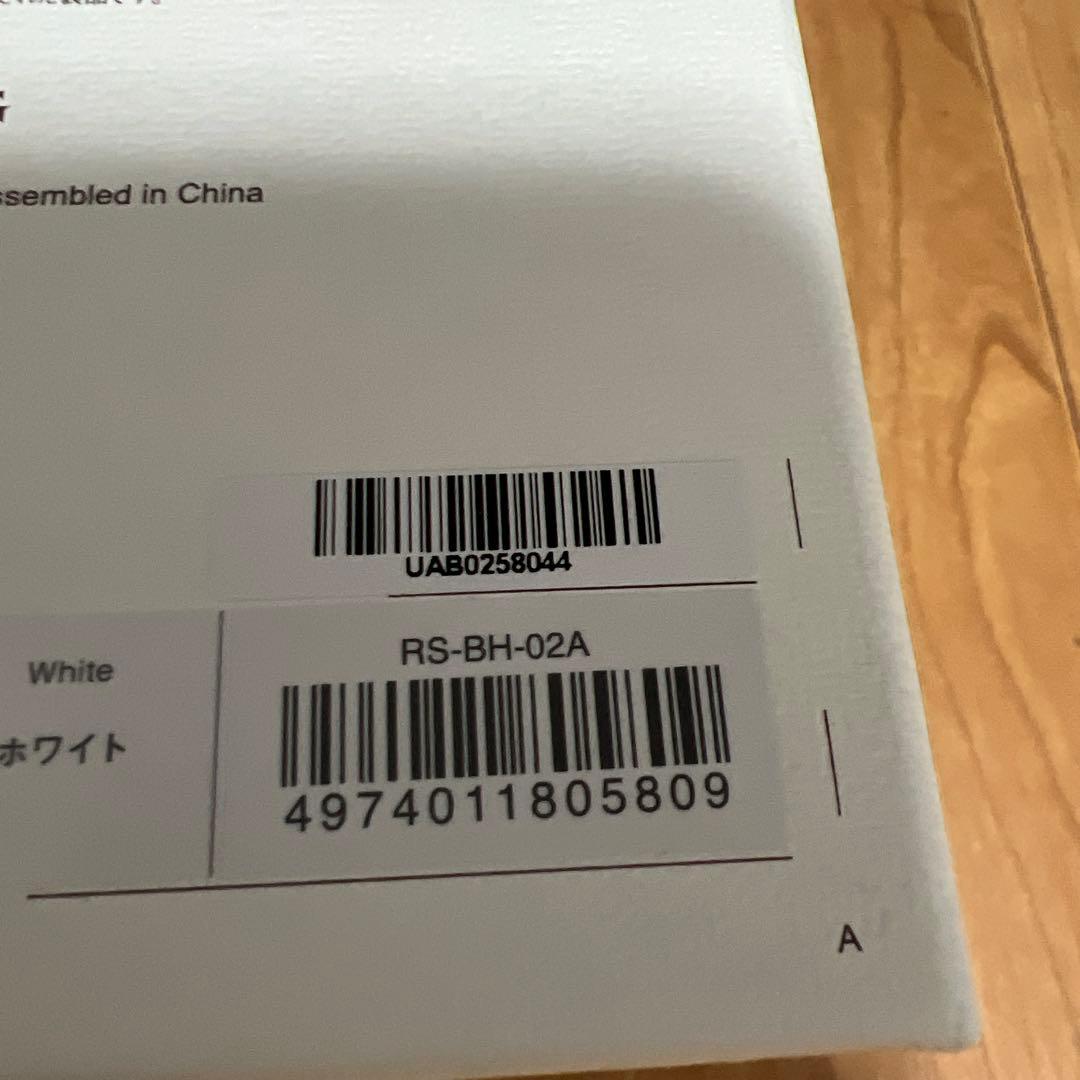 G
ssembled in China
UAB0258044
RS-BH-02A
White
ホワイト
4974011805809
A